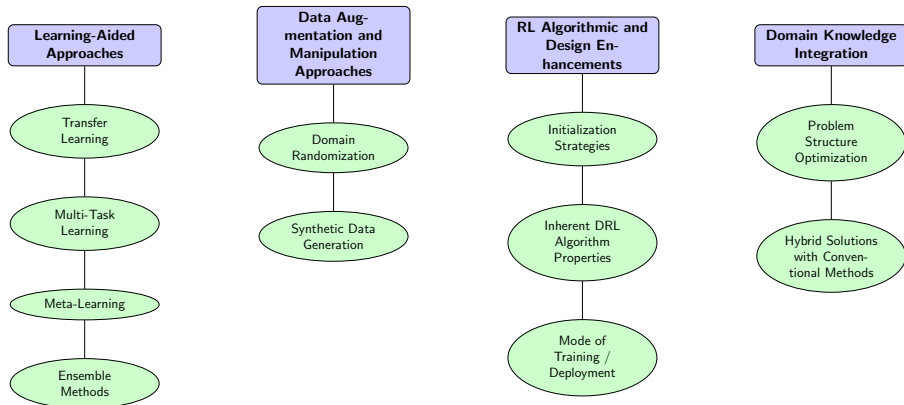 Learning-Aided
Approaches
Transfer
Learning
Multi-Task
Learning
Meta-Learning
Ensemble
Methods
Data Aug-
mentation and
Manipulation
Approaches
Domain
Randomization
Synthetic Data
Generation
RL Algorithmic and
Design En-
hancements
Initialization
Strategies
Inherent DRL
Algorithm
Properties
Mode of
Training /
Deployment
Domain Knowledge
Integration
Problem
Structure
Optimization
Hybrid Solutions
with Conven-
tional Methods